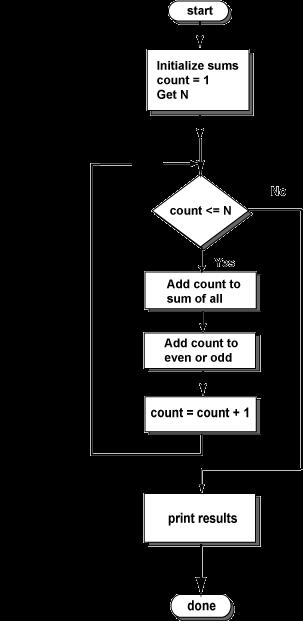 start
Initialize sums
count = 1
Get N
count <= N
No
Yes
Add count to
sum of all
Add count to
even or odd
count = count + 1
print results
done